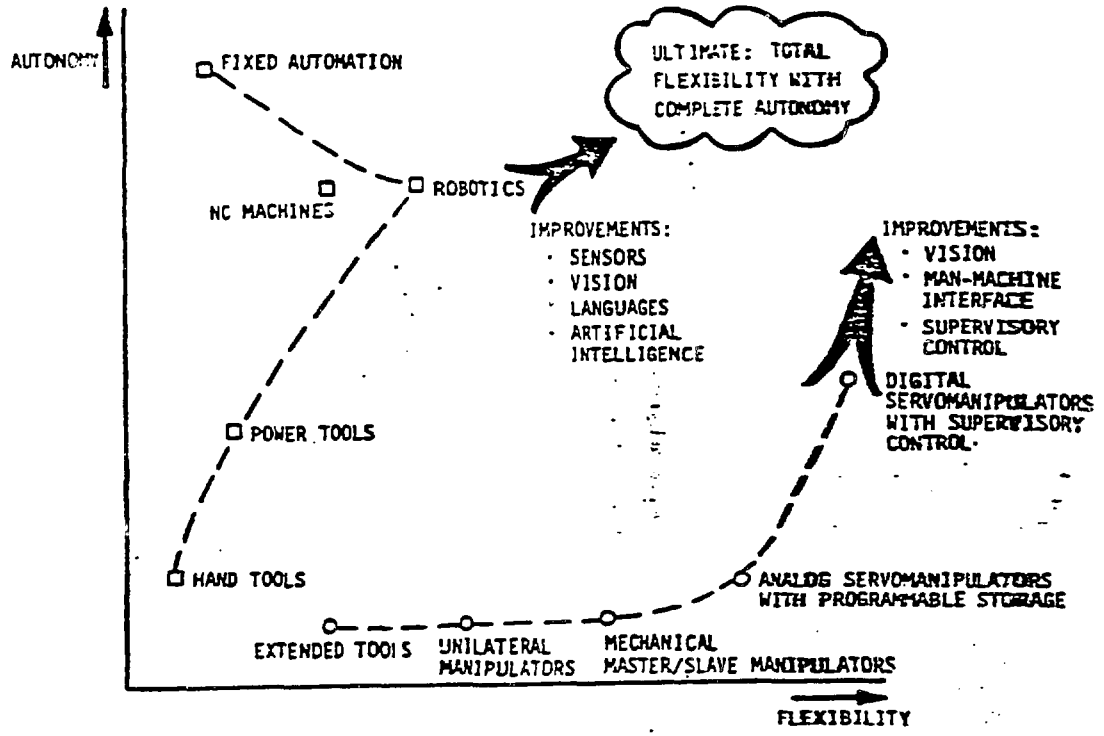 AUTONOMY
FIXED AUTOMATION
ULTIMATE: TOTAL
FLEXIBILITY WITH
COMPLETE AUTONOMY
ROBOTICS
NC MACHINES
IMPROVEMENTS:
· SENSORS
· VISION
· LANGUAGES
· ARTIFICIAL
INTELLIGENCE
IMPROVEMENTS:
· VISION
· MAN-MACHINE
INTERFACE
· SUPERVISORY
CONTROL
DIGITAL
SERVOMANIPULATORS
WITH SUPERVISORY
CONTROL
POWER TOOLS
HAND TOOLS
ANALOG SERVOMANIPULATORS
WITH PROGRAMMABLE STORAGE
EXTENDED TOOLS
UNILATERAL
MANIPULATORS
MECHANICAL
MASTER/SLAVE MANIPULATORS
FLEXIBILITY